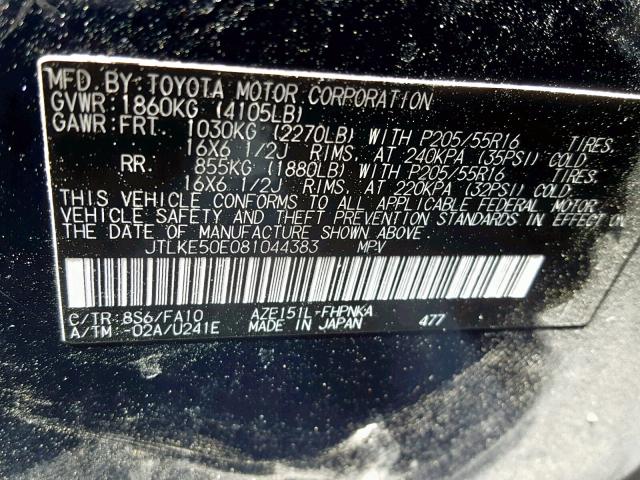 MFD.BY:TOYOTA MOTOR CORPORATION
GVWR:1860KG (4105LB)
GAWR:FRT. 1030KG (2270LB) WITH P205/55R16 TIRES,
16X6 1/2J RIMS, AT 240KPA (35PSI) COLD.
RR. 855KG (1880LB) WITH P205/55R16 TIRES,
16X6 1/2J RIMS, AT 220KPA (32PSI) COLD.
THIS VEHICLE CONFORMS TO ALL APPLICABLE FEDERAL MOTOR
VEHICLE SAFETY AND THEFT PREVENTION STANDARDS IN EFFECT ON
THE DATE OF MANUFACTURE SHOWN ABOVE.
JTLKE50E081044383 MPV
C/TR:8S6/FA10 AZE151L-FHPNKA
A/TM:-02A/U241E MADE IN JAPAN 477